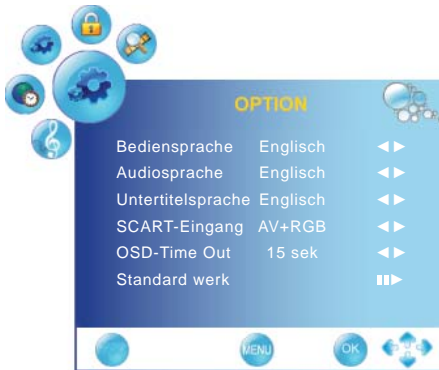 OPTION
Bediensprache Englisch
Audiosprache Englisch
Untertitelsprache Englisch
SCART-Eingang AV+RGB
OSD-Time Out 15 sek
Standard werk
MENU OK